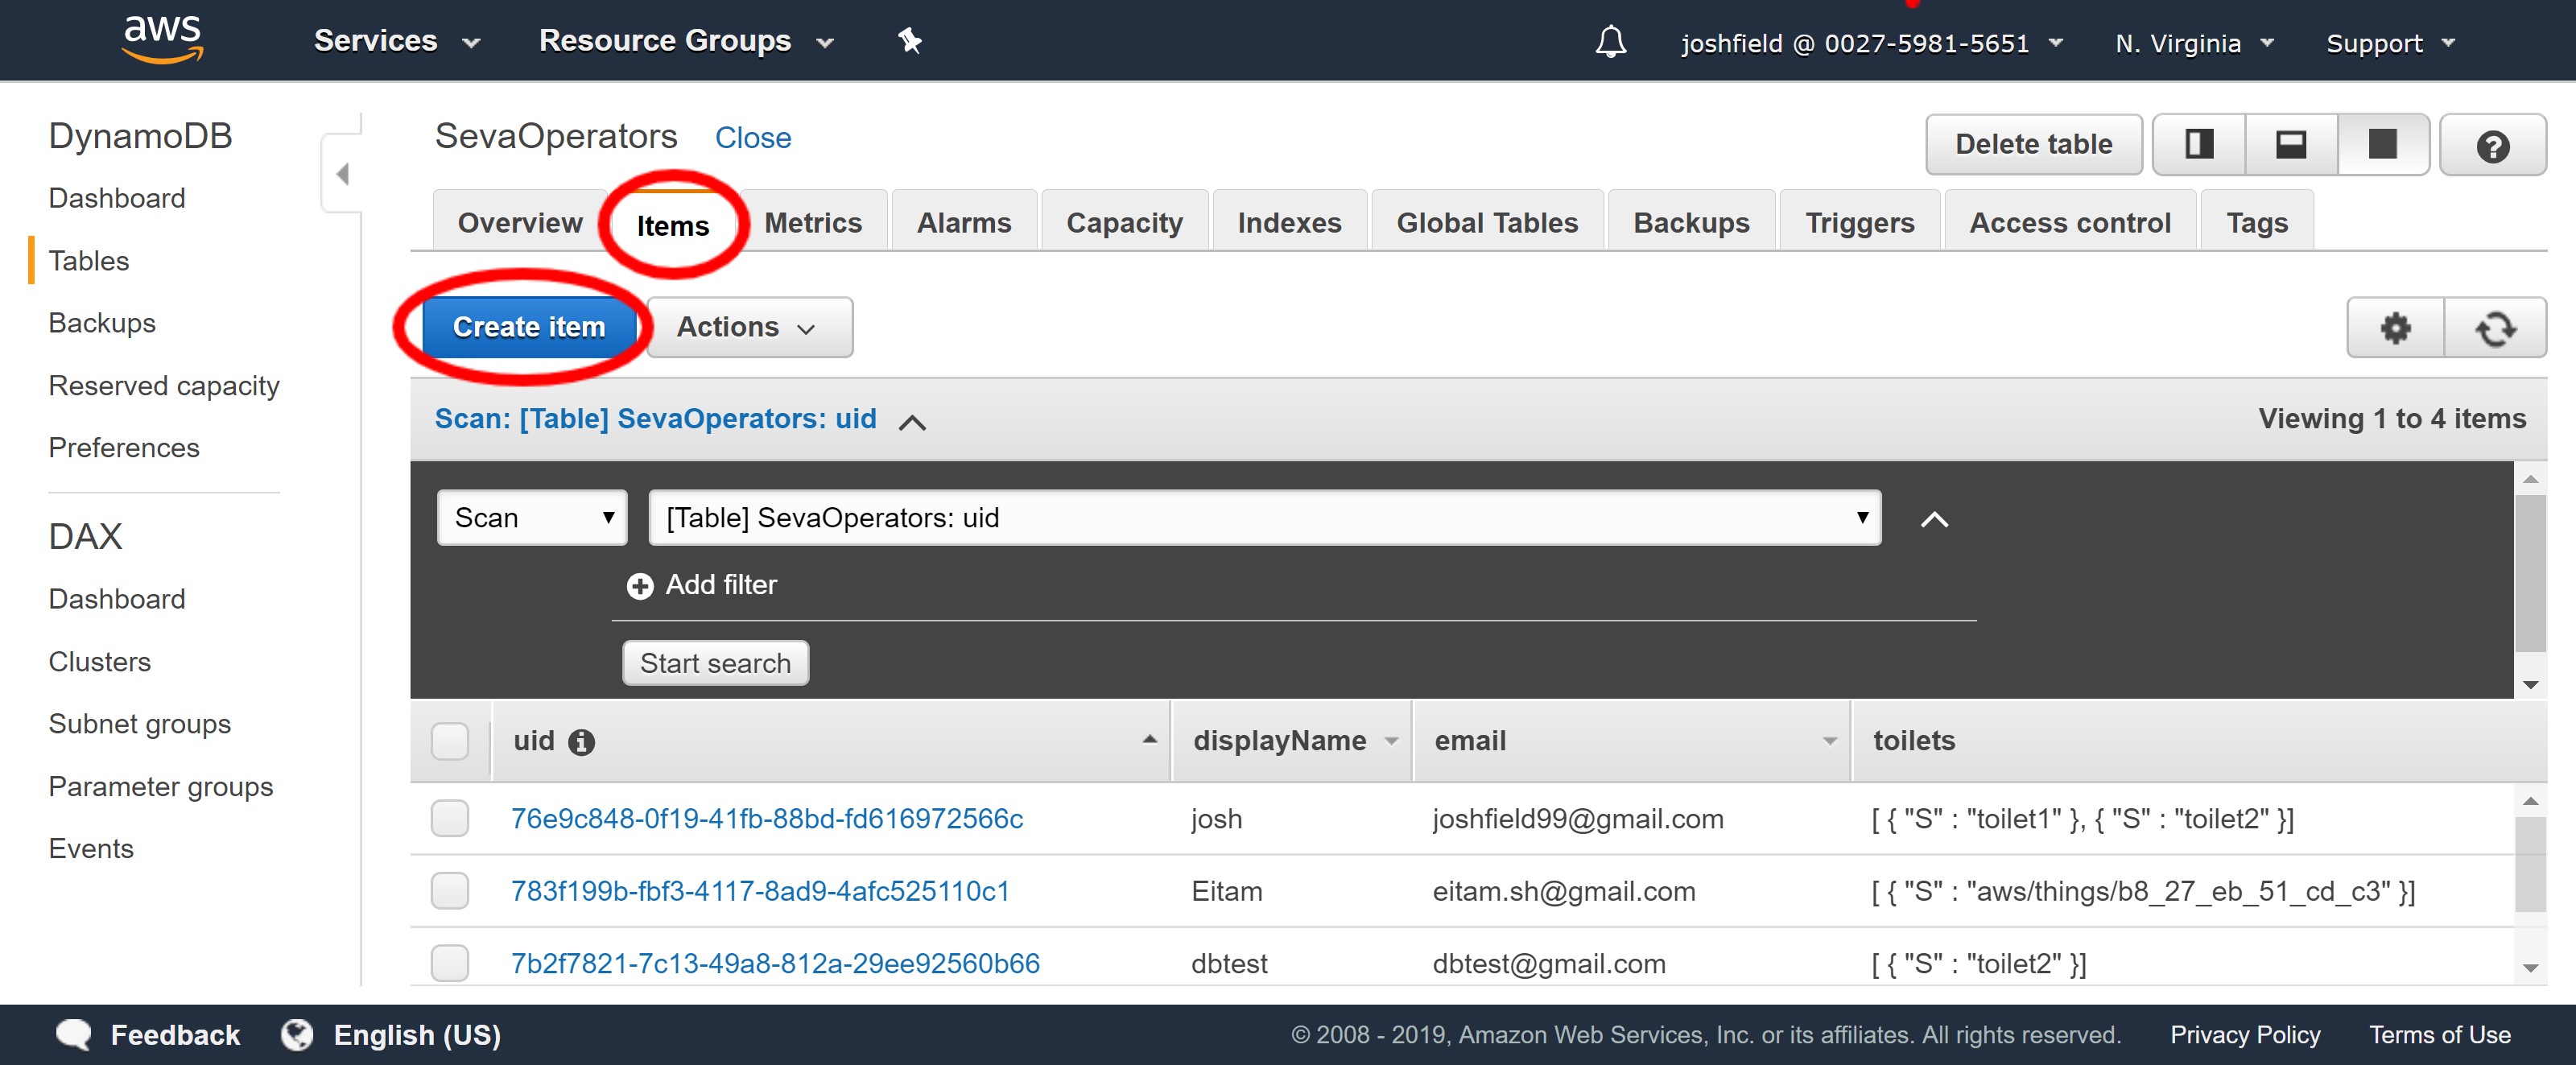 aws Services Resource Groups joshfield @ 0027-5981-5651 N. Virginia Support
DynamoDB
Dashboard
Tables
Backups
Reserved capacity
Preferences
DAX
Dashboard
Clusters
Subnet groups
Parameter groups
Events
SevaOperators Close Delete table
Overview Items Metrics Alarms Capacity Indexes Global Tables Backups Triggers Access control Tags
Create item Actions
Scan: [Table] SevaOperators: uid Viewing 1 to 4 items
Scan [Table] SevaOperators: uid
Add filter
Start search
uid displayName email toilets
76e9c848-0f19-41fb-88bd-fd616972566c josh joshfield99@gmail.com [ { "S" : "toilet1" }, { "S" : "toilet2" }]
783f199b-fbf3-4117-8ad9-4afc525110c1 Eitam eitam.sh@gmail.com [ { "S" : "aws/things/b8_27_eb_51_cd_c3" }]
7b2f7821-7c13-49a8-812a-29ee92560b66 dbtest dbtest@gmail.com [ { "S" : "toilet2" }]
Feedback English (US) © 2008 - 2019, Amazon Web Services, Inc. or its affiliates. All rights reserved. Privacy Policy Terms of Use